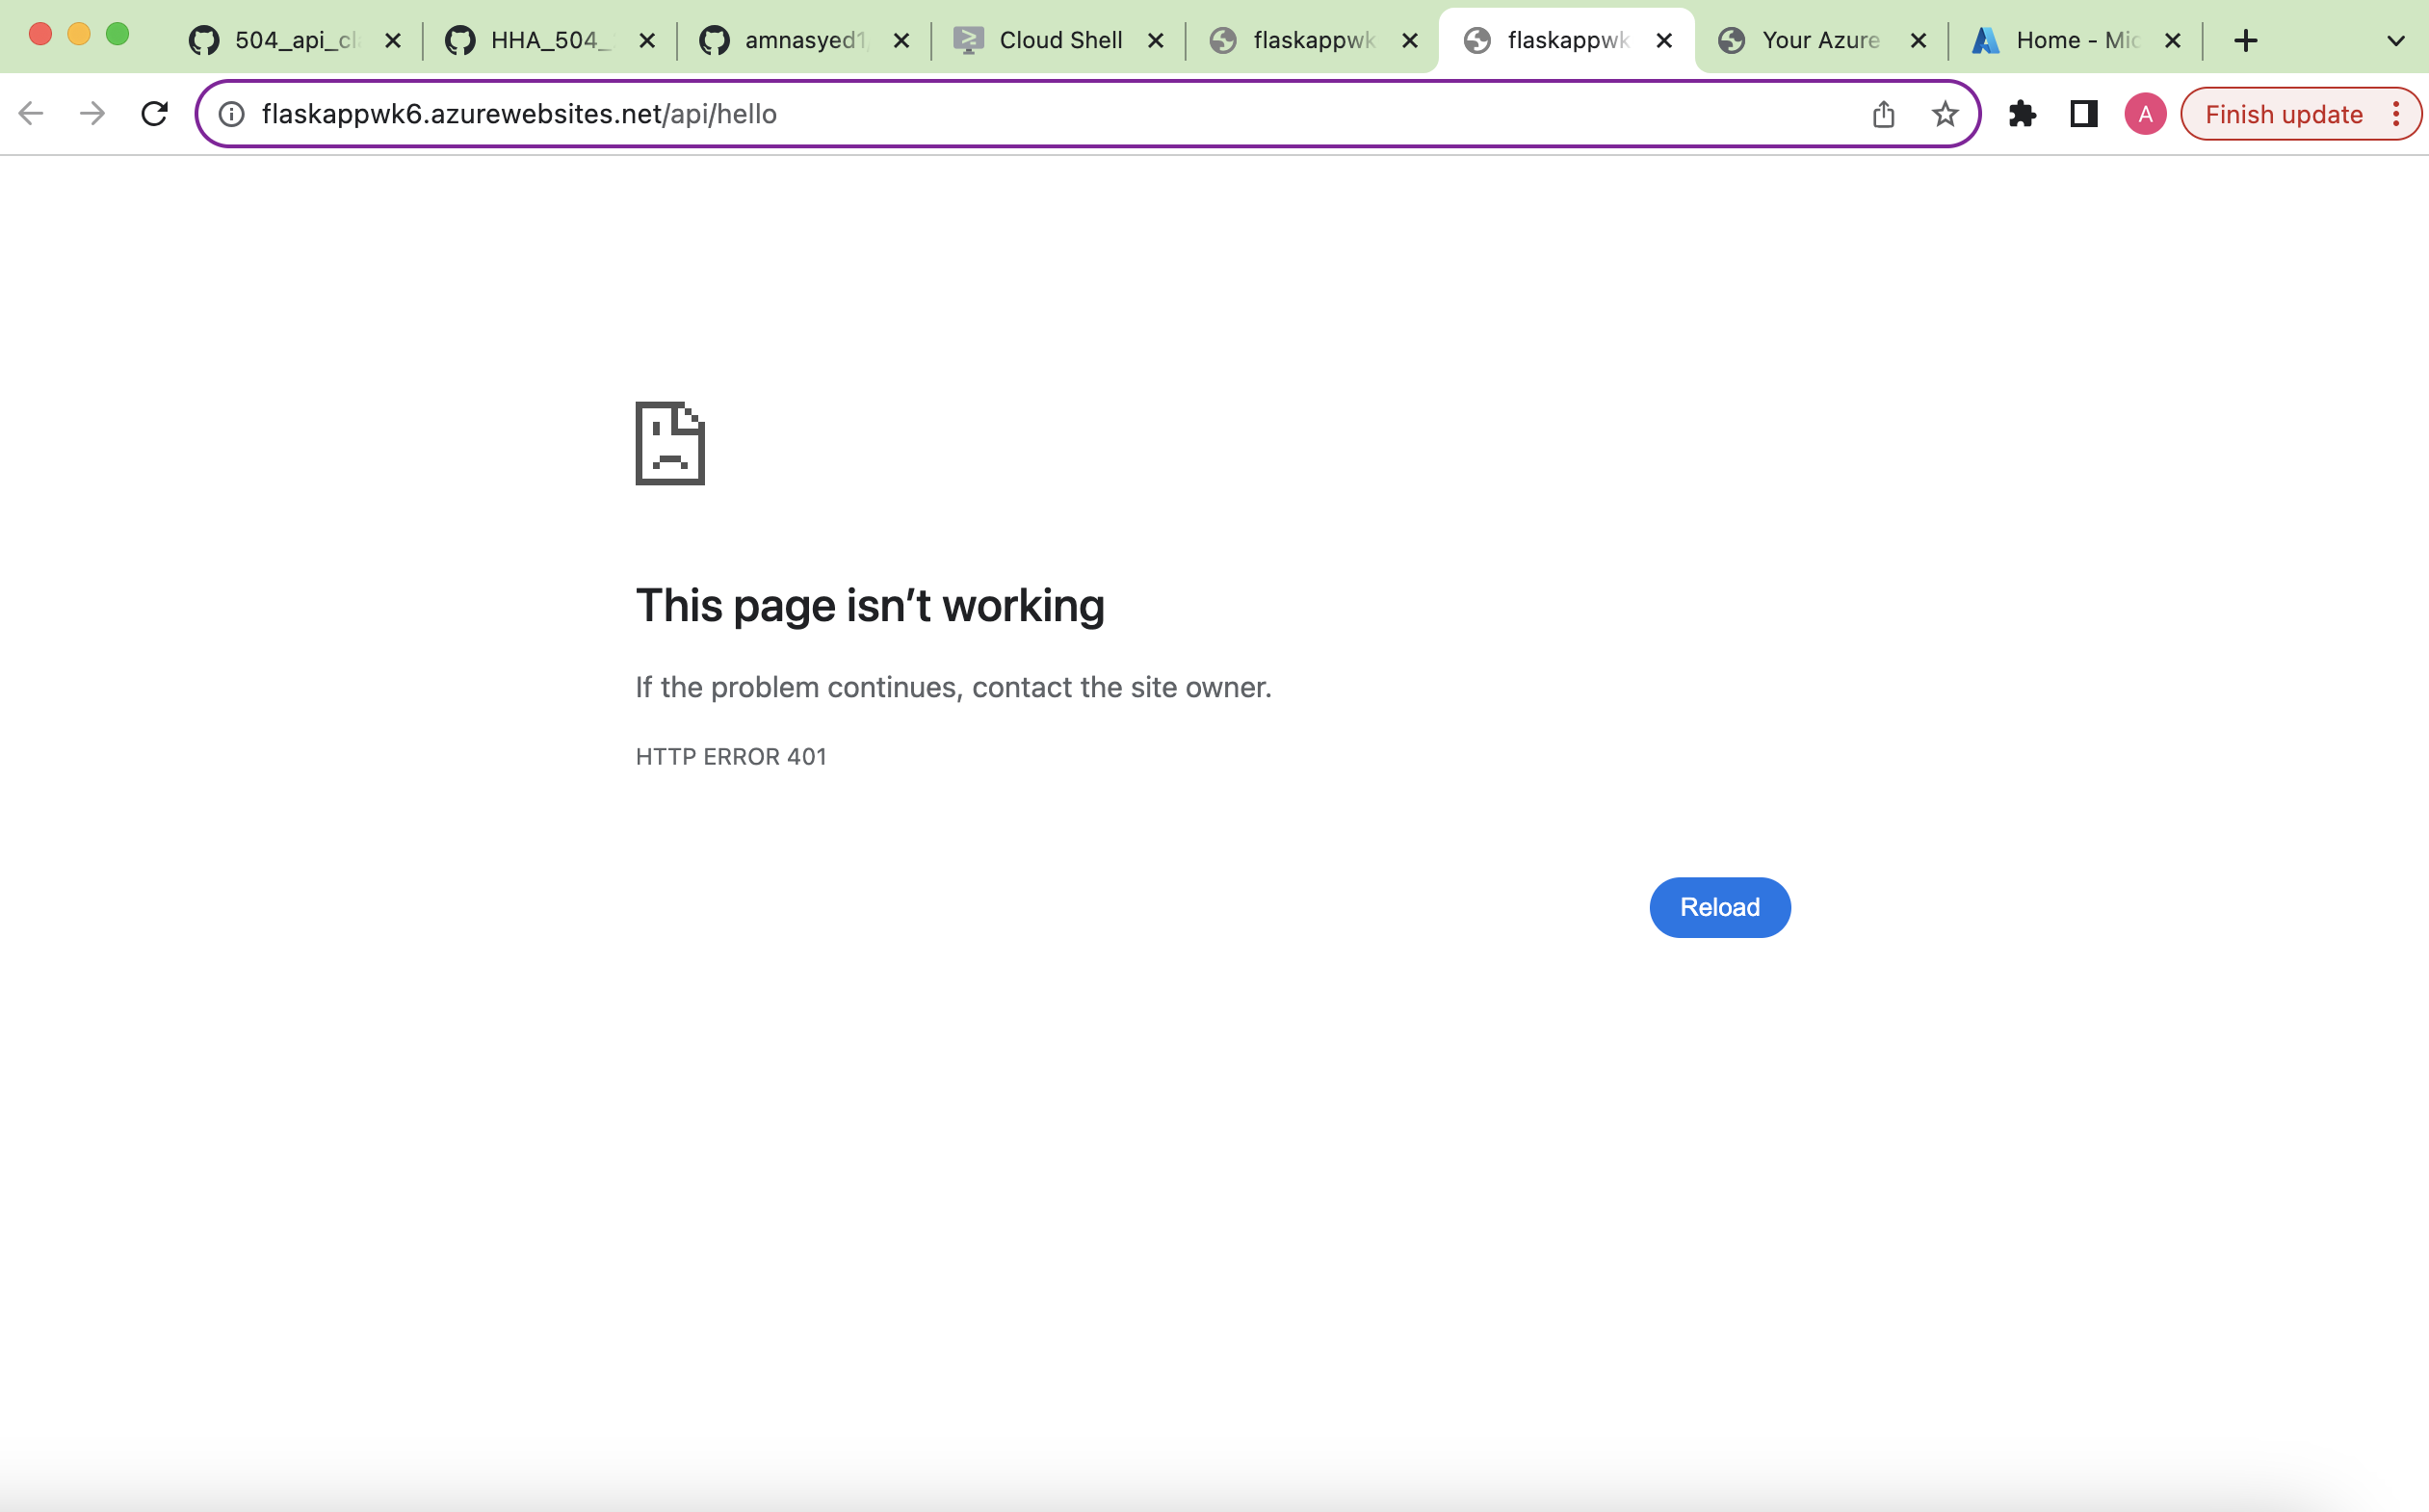 504_api_cl
HHA_504_
amnasyed1
Cloud Shell
flaskappwk
flaskappwk
Your Azure
Home - Mic
flaskappwk6.azurewebsites.net/api/hello
A
Finish update
This page isn’t working
If the problem continues, contact the site owner.
HTTP ERROR 401
Reload